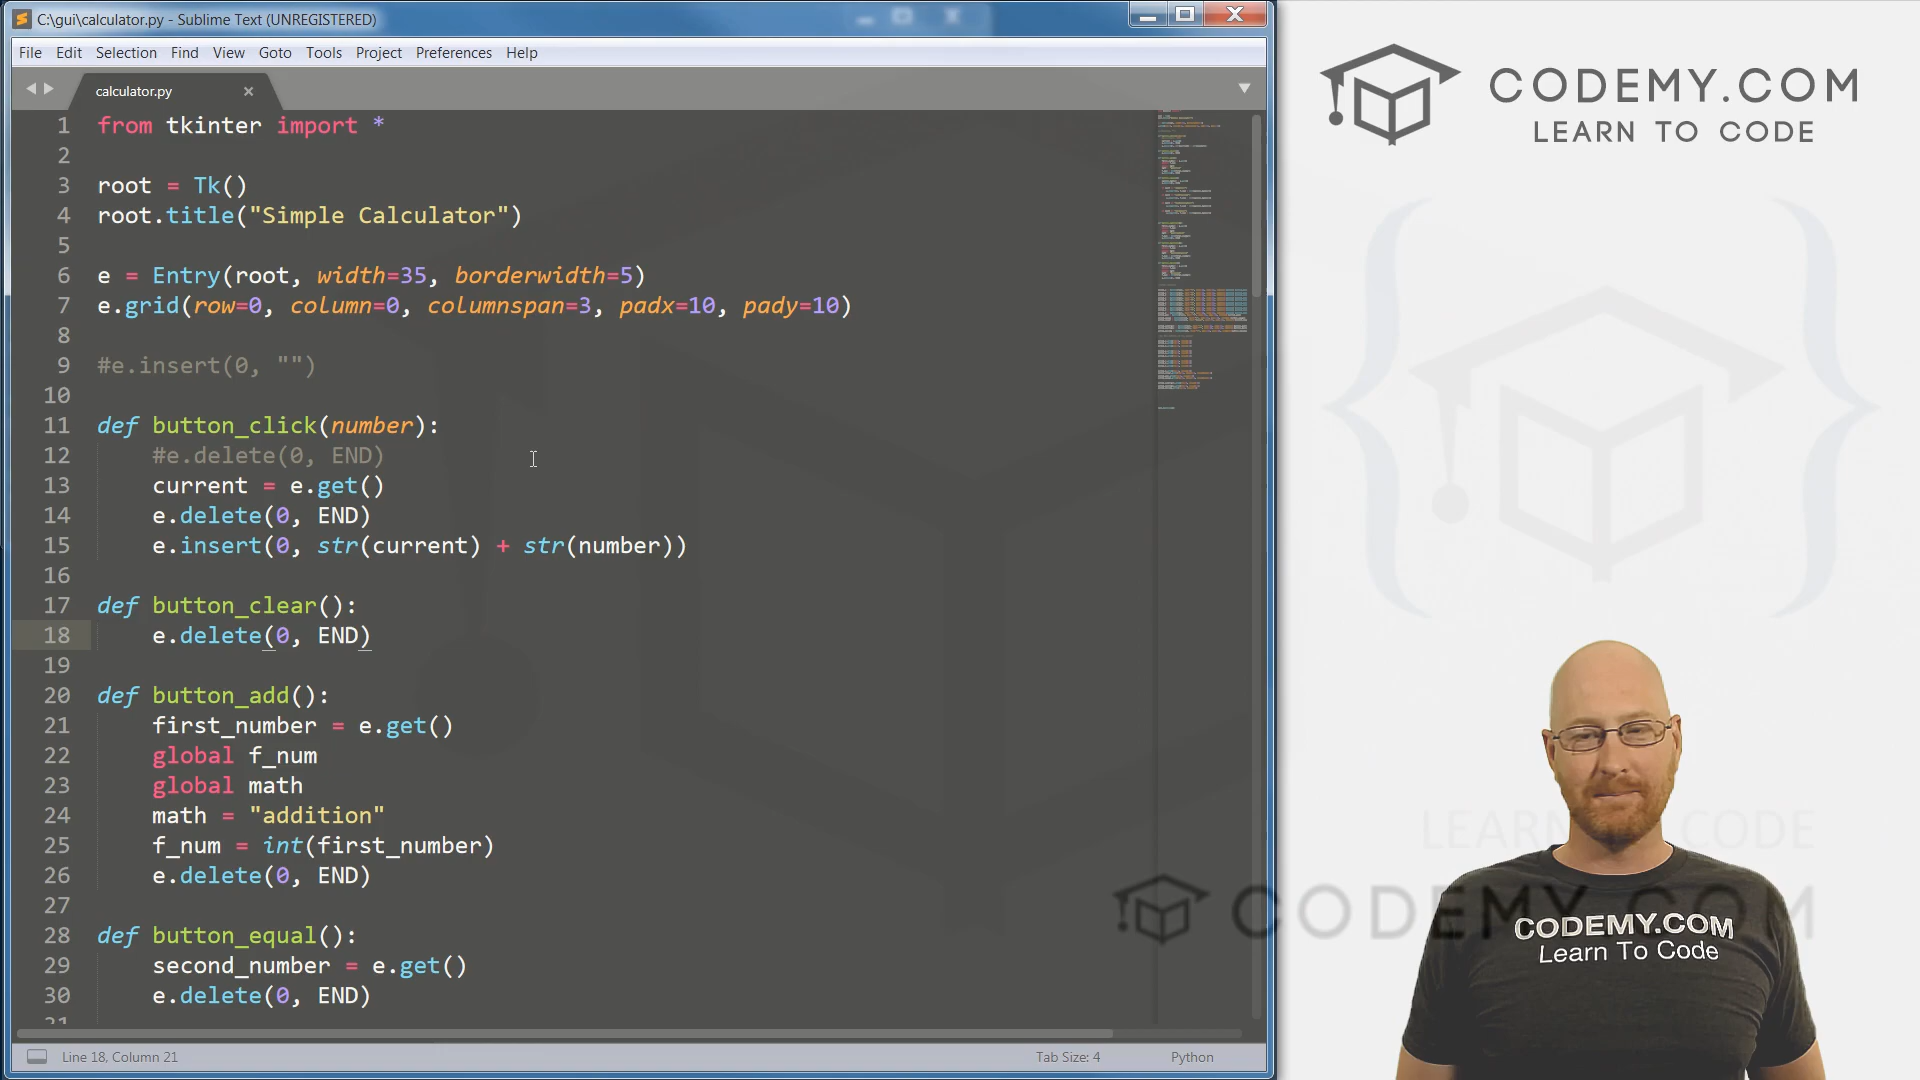 C:\gui\calculator.py - Sublime Text (UNREGISTERED)
File Edit Selection Find View Goto Tools Project Preferences Help
calculator.py
1 from tkinter import *
2
3 root = Tk()
4 root.title("Simple Calculator")
5
6 e = Entry(root, width=35, borderwidth=5)
7 e.grid(row=0, column=0, columnspan=3, padx=10, pady=10)
8
9 #e.insert(0, "")
10
11 def button_click(number):
12 #e.delete(0, END)
13 current = e.get()
14 e.delete(0, END)
15 e.insert(0, str(current) + str(number))
16
17 def button_clear():
18 e.delete(0, END)
19
20 def button_add():
21 first_number = e.get()
22 global f_num
23 global math
24 math = "addition"
25 f_num = int(first_number)
26 e.delete(0, END)
27
28 def button_equal():
29 second_number = e.get()
30 e.delete(0, END)
31
Line 18, Column 21
Tab Size: 4
Python
CODEMY.COM
LEARN TO CODE
LEARN TO CODE
CODEMY.COM
CODEMY.COM
Learn To Code